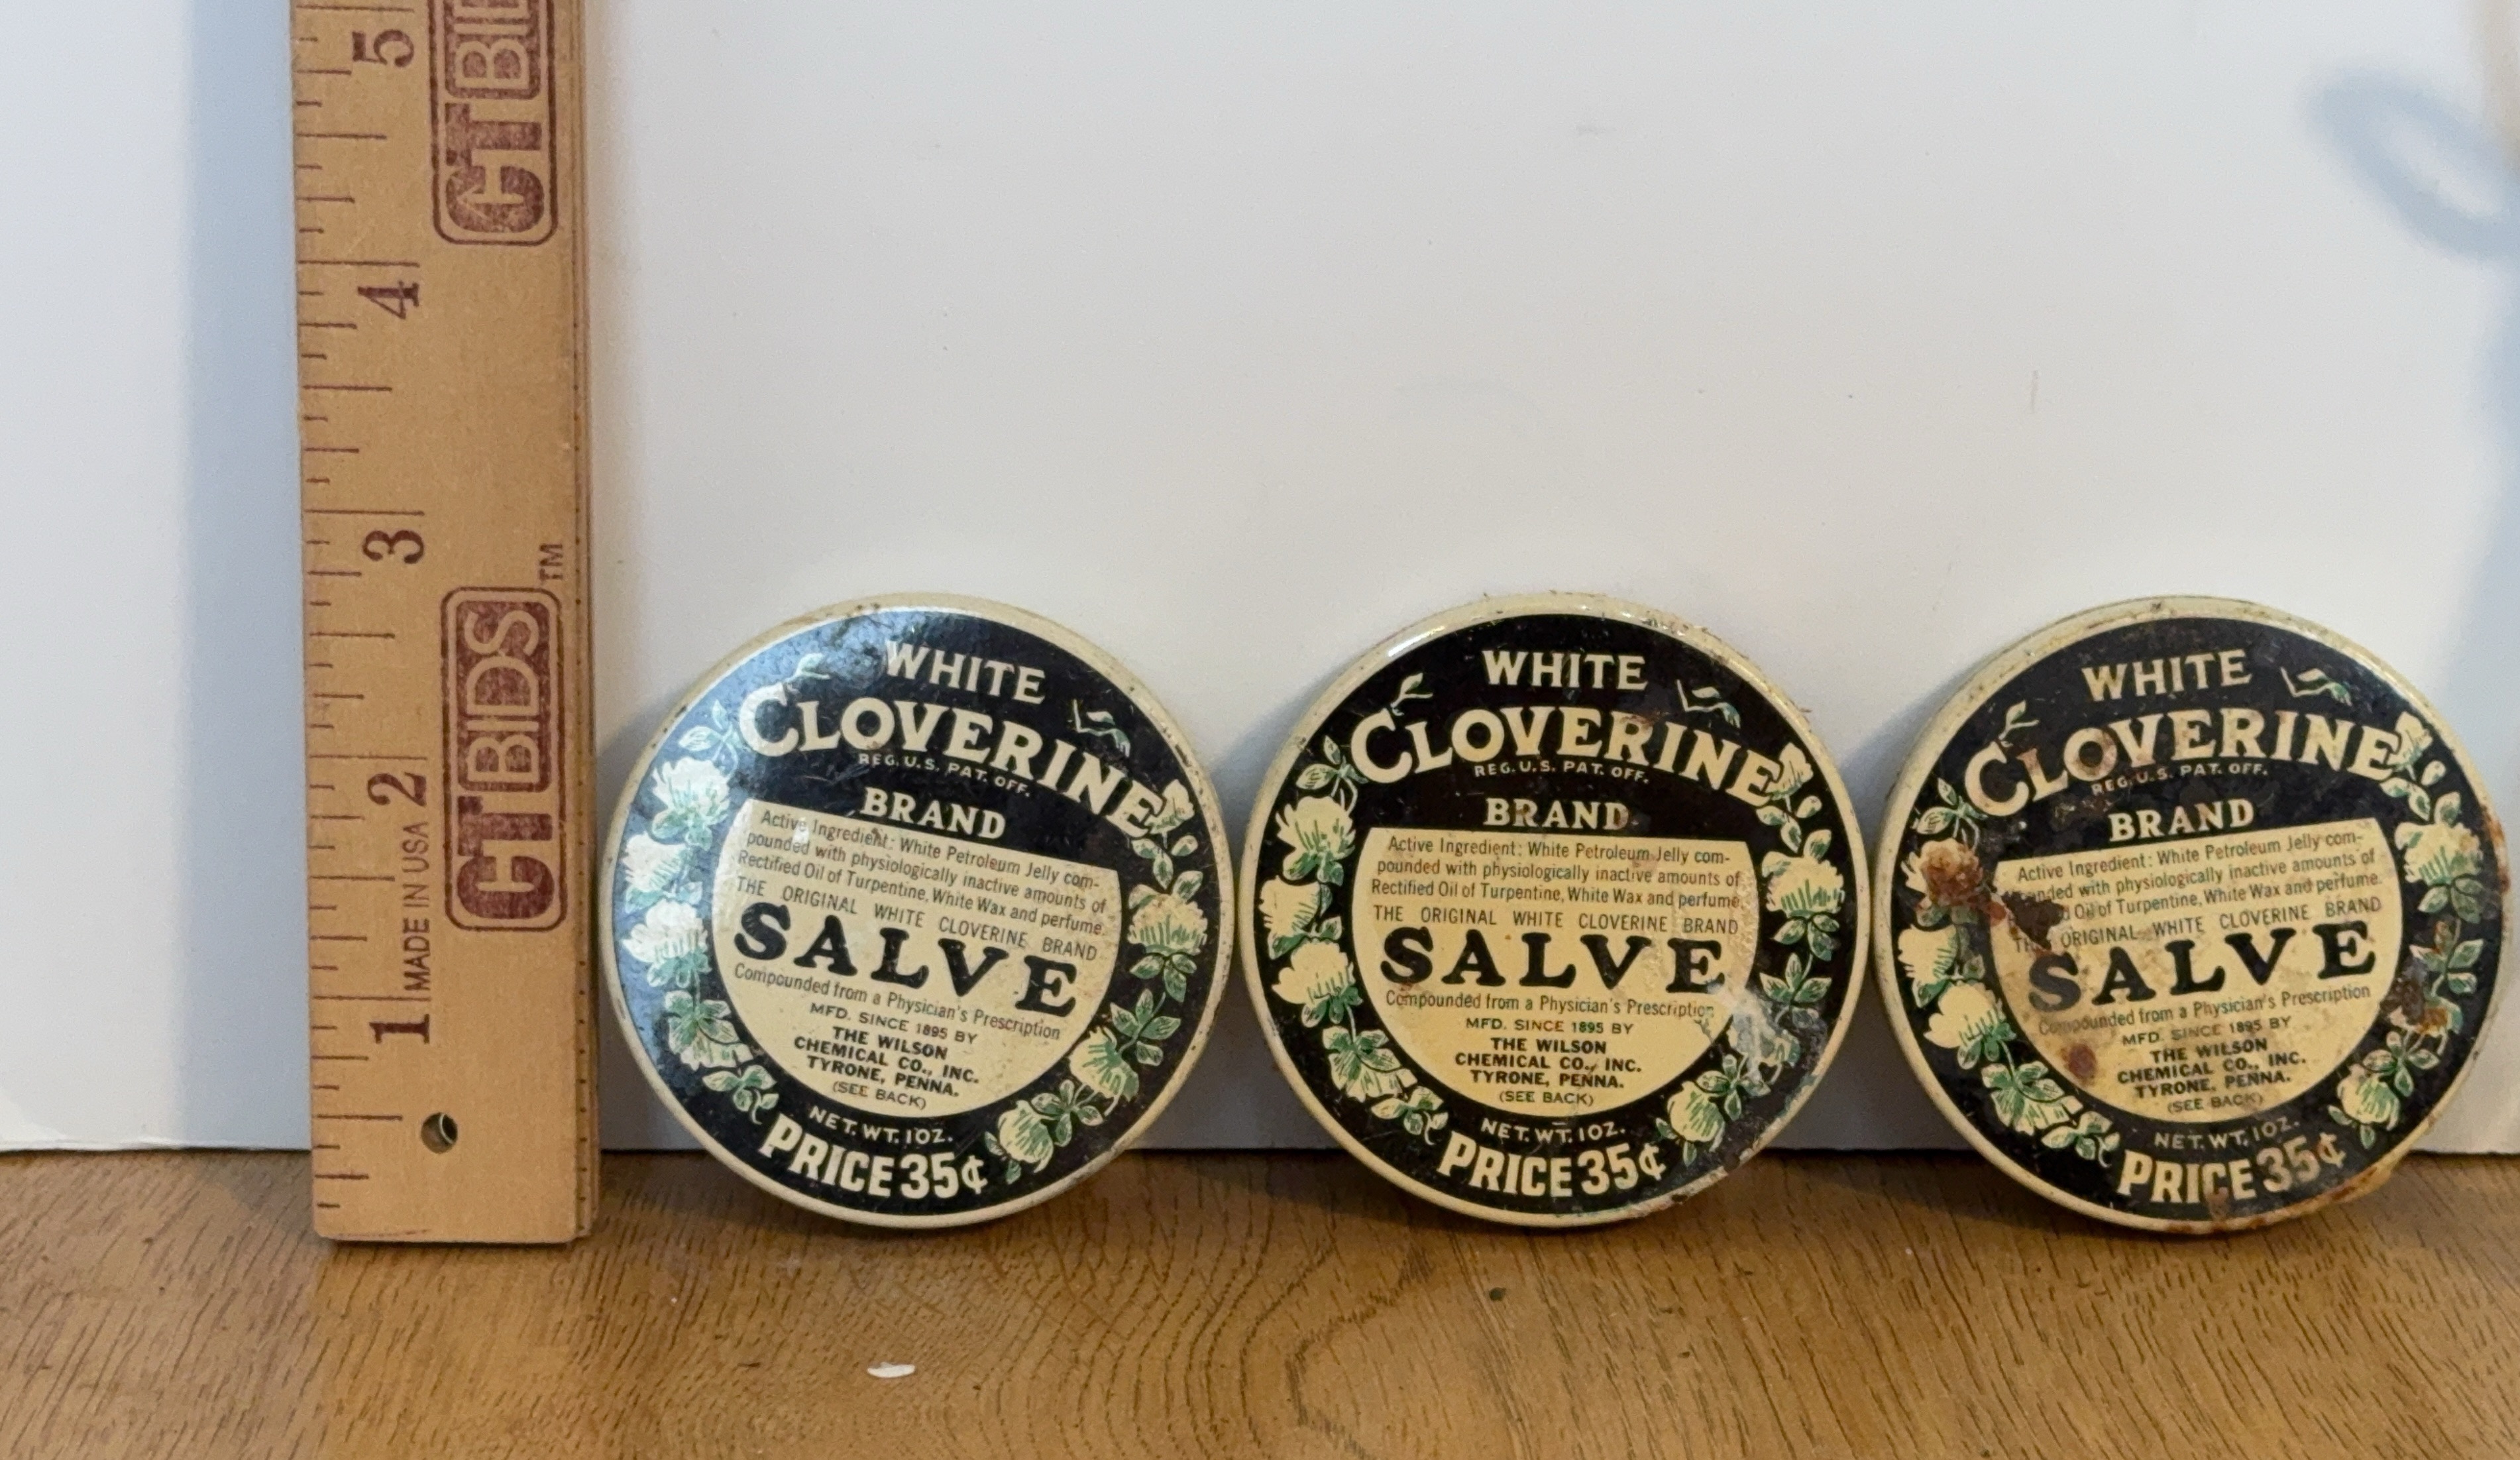 5
4
3
2
1
MADE IN USA
CTBIDS™
WHITE
CLOVERINE
REG. U.S. PAT. OFF.
BRAND
Active Ingredient: White Petroleum Jelly com-
pounded with physiologically inactive amounts of
Rectified Oil of Turpentine, White Wax and perfume.
THE ORIGINAL WHITE CLOVERINE BRAND
SALVE
Compounded from a Physician's Prescription
MFD. SINCE 1895 BY
THE WILSON
CHEMICAL CO., INC.
TYRONE, PENNA.
(SEE BACK)
NET. WT. 1 OZ.
PRICE 35¢
WHITE
CLOVERINE
REG. U.S. PAT. OFF.
BRAND
Active Ingredient: White Petroleum Jelly com-
pounded with physiologically inactive amounts of
Rectified Oil of Turpentine, White Wax and perfume.
THE ORIGINAL WHITE CLOVERINE BRAND
SALVE
Compounded from a Physician's Prescription
MFD. SINCE 1895 BY
THE WILSON
CHEMICAL CO., INC.
TYRONE, PENNA.
(SEE BACK)
NET. WT. 1 OZ.
PRICE 35¢
WHITE
CLOVERINE
REG. U.S. PAT. OFF.
BRAND
Active Ingredient: White Petroleum Jelly com-
with physiologically inactive amounts of
Oil of Turpentine, White Wax and perfume.
ORIGINAL WHITE CLOVERINE BRAND
SALVE
Compounded from a Physician's Prescription
MFD. SINCE 1895 BY
THE WILSON
CHEMICAL CO., INC.
TYRONE, PENNA.
(SEE BACK)
NET. WT. 1 OZ.
PRICE 35¢